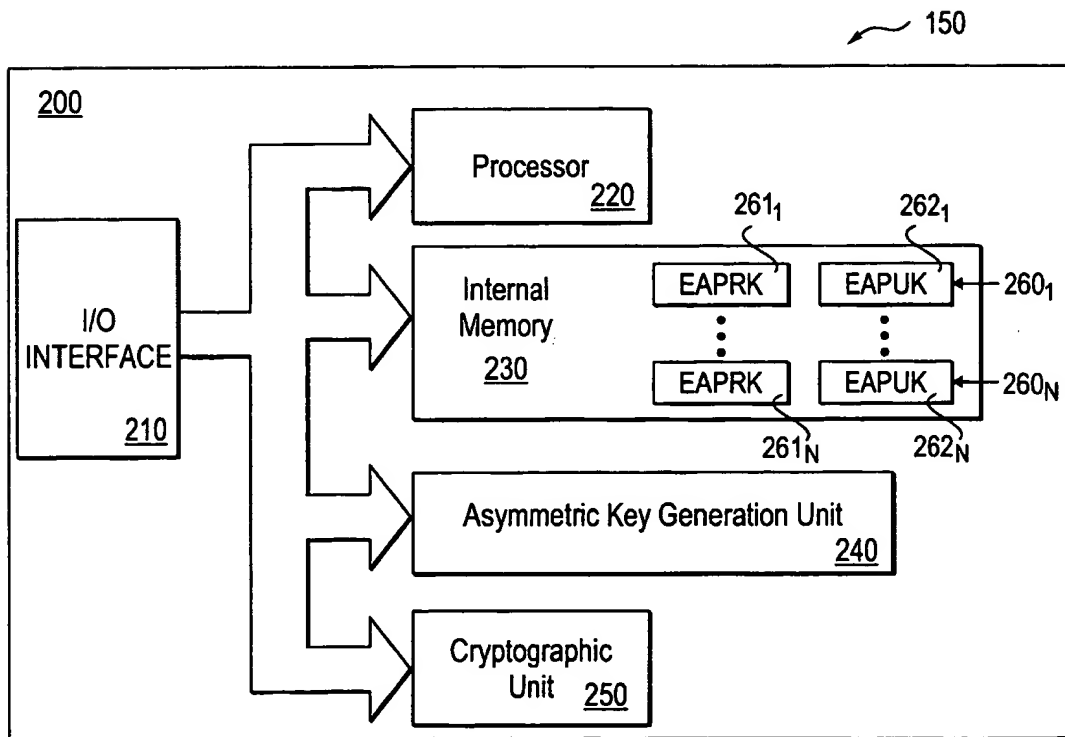 150
200
Processor
220
I/O
INTERFACE
210
Internal
Memory
230
261₁
262₁
EAPRK
EAPUK
260₁
EAPRK
EAPUK
260N
261N
262N
Asymmetric Key Generation Unit
240
Cryptographic
Unit
250